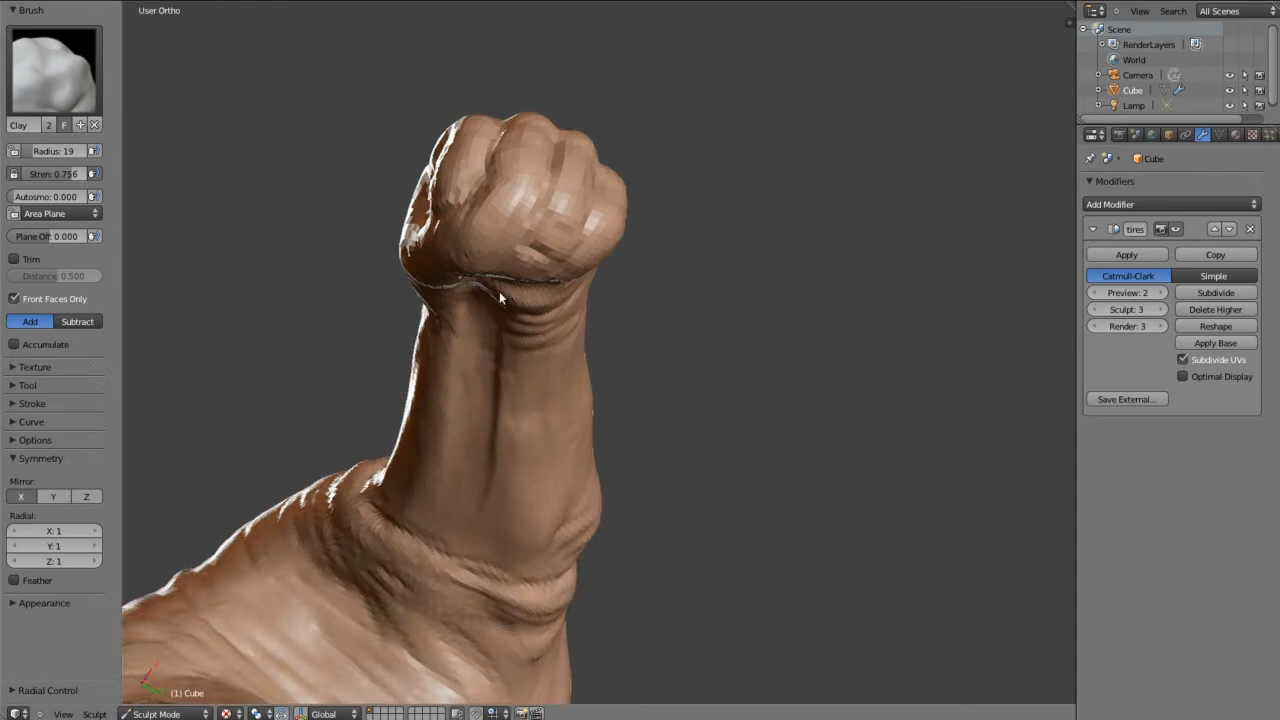 Brush
User Ortho
View Search All Scenes
Scene
RenderLayers
World
Camera
Cube
Lamp
Clay 2 F
Radius: 19
Stren: 0.756
Autosmo: 0.000
Area Plane
Plane Off: 0.000
Trim
Distance: 0.500
Front Faces Only
Add Subtract
Accumulate
Texture
Tool
Stroke
Curve
Options
Symmetry
Mirror:
X Y Z
Radial:
X: 1
Y: 1
Z: 1
Feather
Appearance
Radial Control
Cube
Modifiers
Add Modifier
tires
Apply Copy
Catmull-Clark Simple
Preview: 2 Subdivide
Sculpt: 3 Delete Higher
Render: 3 Reshape
Apply Base
Subdivide UVs
Optimal Display
Save External...
(1) Cube
View Sculpt Sculpt Mode Global